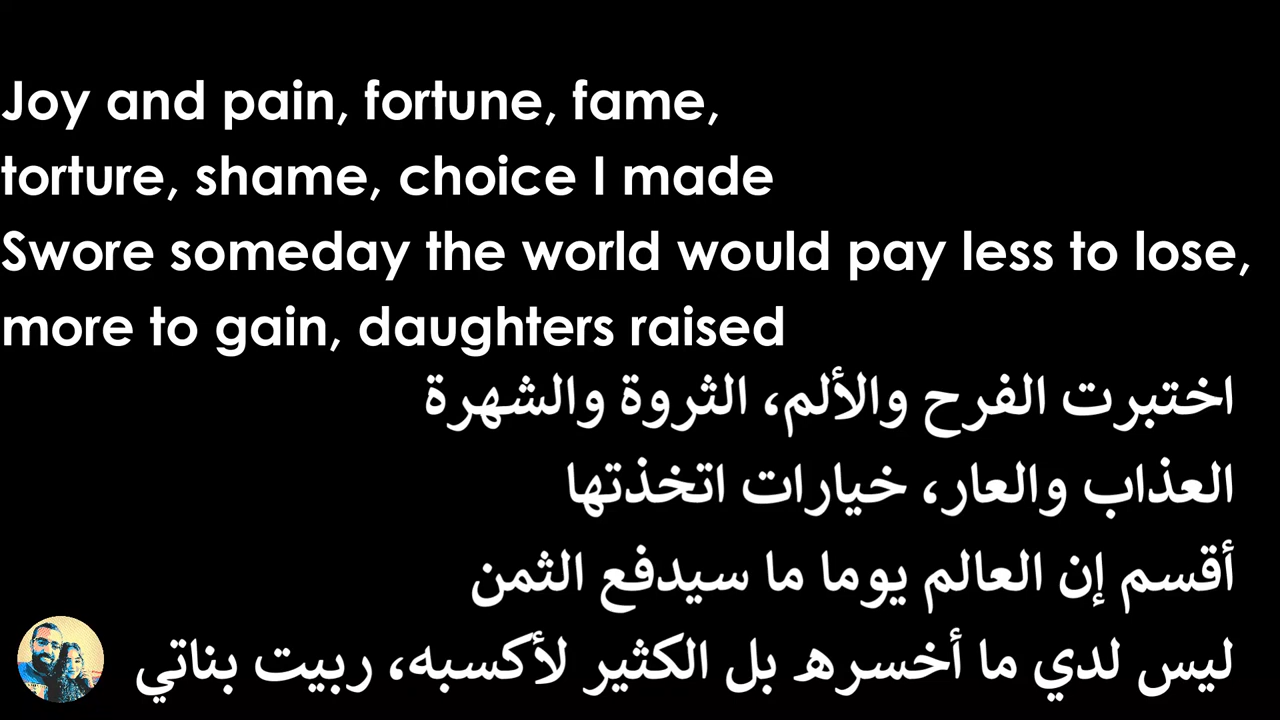 Joy and pain, fortune, fame,
torture, shame, choice I made
Swore someday the world would pay less to lose,
more to gain, daughters raised
اختبرت الفرح والألم، الثروة والشهرة
العذاب والعار، خيارات اتخذتها
أقسم إن العالم يوما ما سيدفع الثمن
ليس لدي ما أخسره بل الكثير لأكسبه، ربيت بناتي